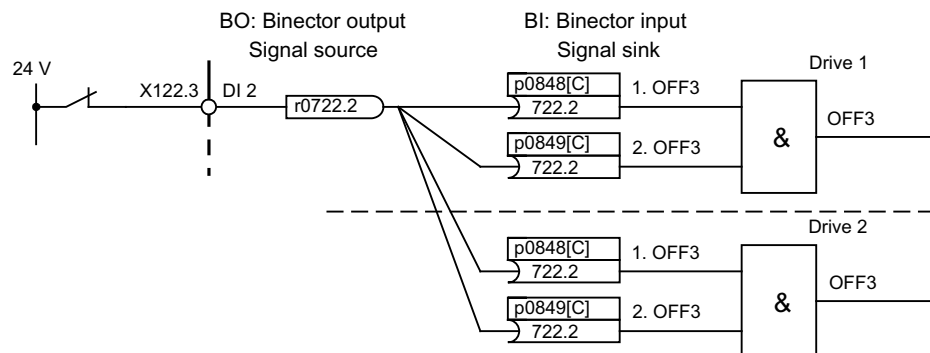 BO: Binector output
Signal source
BI: Binector input
Signal sink
24 V
X122.3
DI 2
r0722.2
Drive 1
p0848[C]
722.2
1. OFF3
p0849[C]
722.2
2. OFF3
&
OFF3
Drive 2
p0848[C]
722.2
1. OFF3
p0849[C]
722.2
2. OFF3
&
OFF3